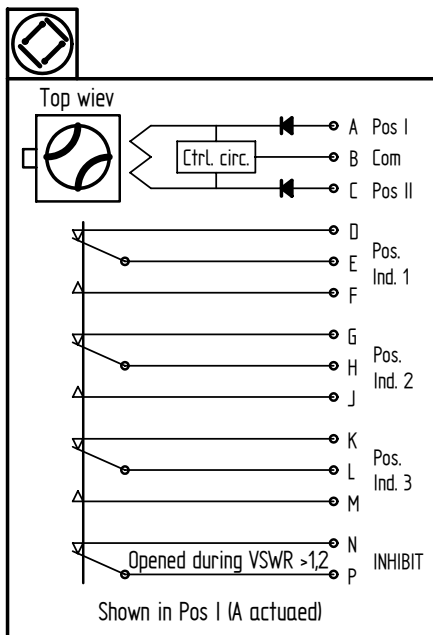 Top wiev
A Pos I
Ctrl. circ. B Com
C Pos II
D
E Pos. Ind. 1
F
G
H Pos. Ind. 2
J
K
L Pos. Ind. 3
M
N
Opened during VSWR >1,2 INHIBIT
P
Shown in Pos I (A actuaed)